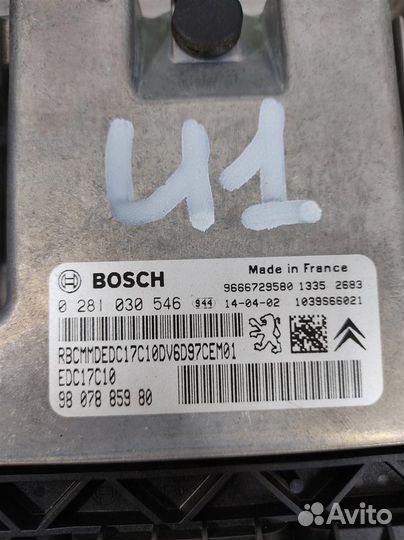 41
BOSCH
Made in France
9666729580 1335 2683
0 281 030 546 944 14-04-02 1039S66021
RBCMMDEDC17C10DV6D97CEM01
EDC17C10
98 078 859 80
Avito